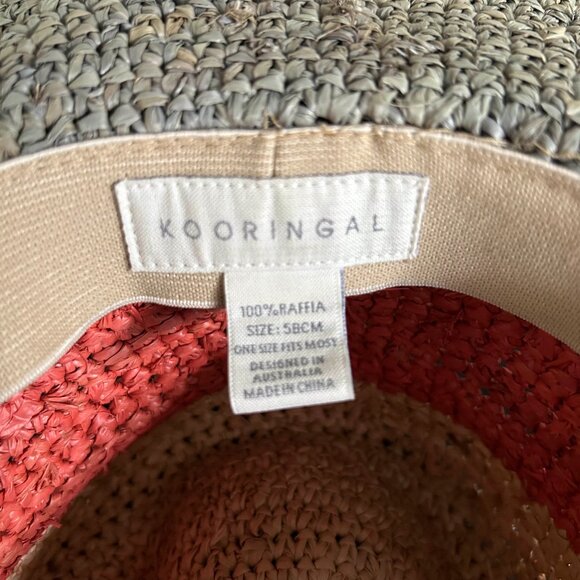 KOORINGAL
100% RAFFIA
SIZE: 58CM
ONE SIZE FITS MOST
DESIGNED IN
AUSTRALIA
MADE IN CHINA